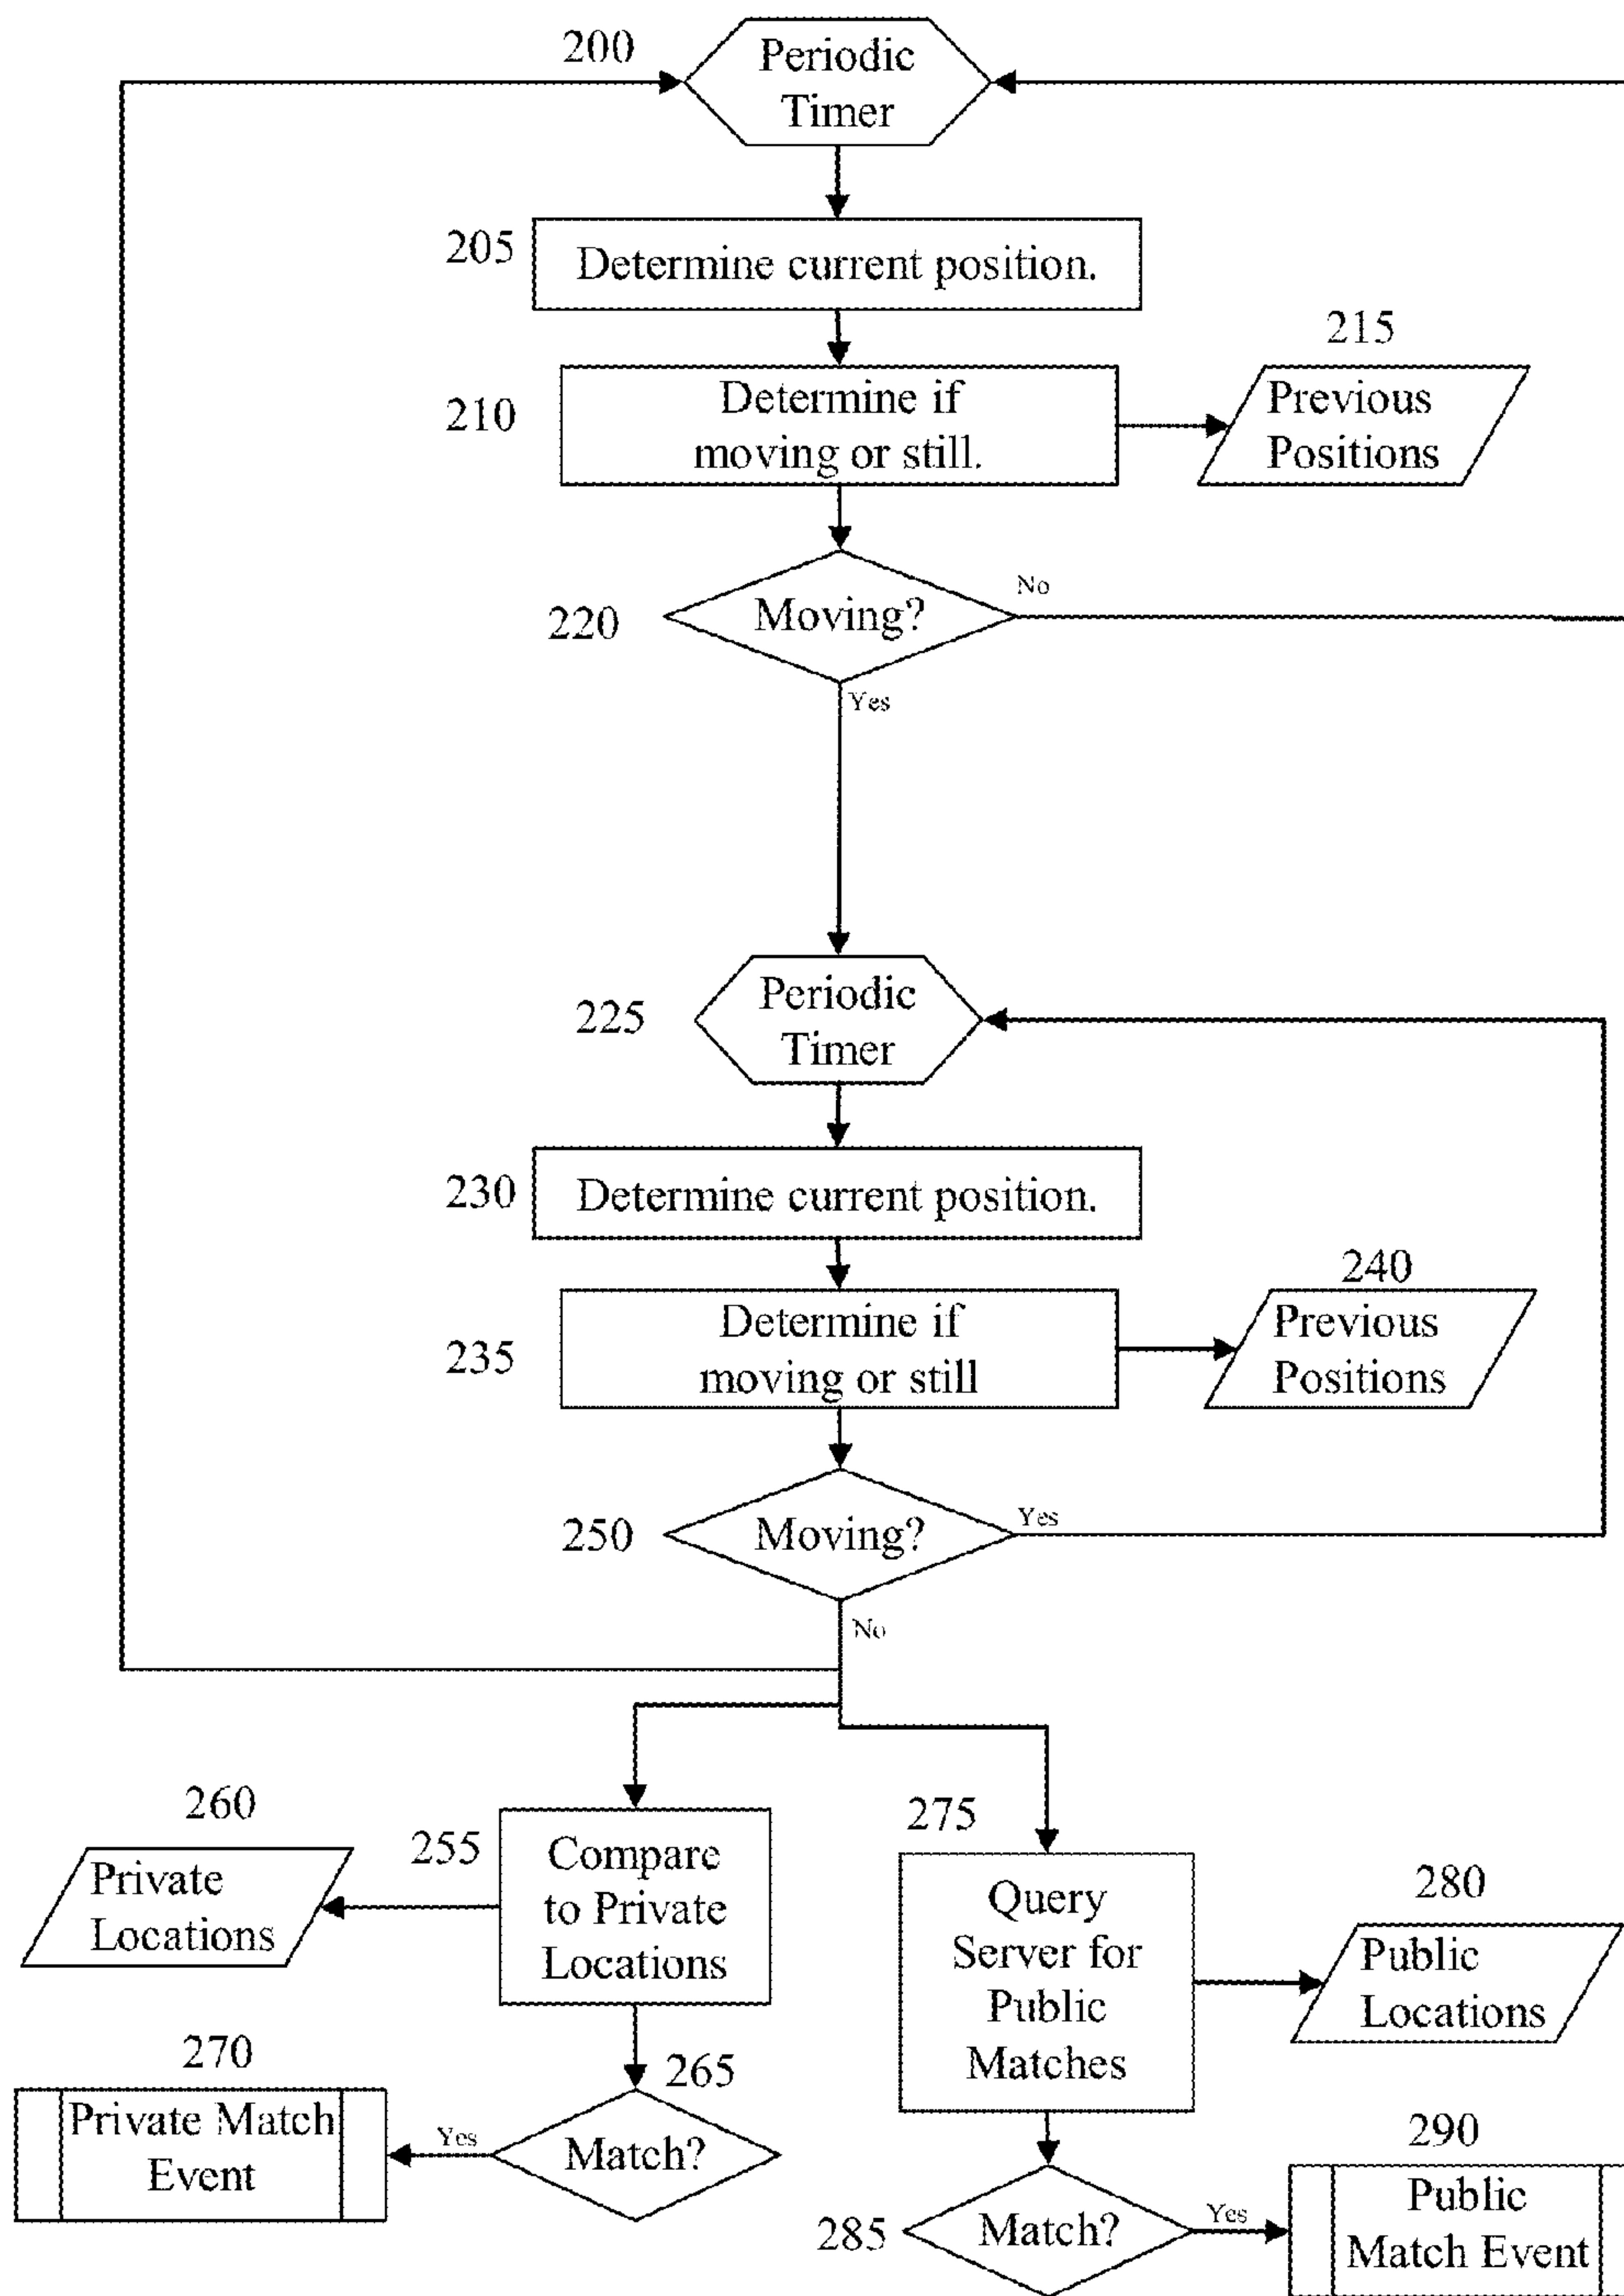 200
Periodic
Timer
205
Determine current position.
215
210
Determine if
moving or still.
Previous
Positions
No
220
Moving?
Yes
225
Periodic
Timer
230
Determine current position.
240
235
Determine if
moving or still
Previous
Positions
250
Moving?
Yes
No
260
255
Private
Locations
Compare
to Private
Locations
275
Query
Server for
Public
Matches
280
Public
Locations
270
265
Private Match
Event
Yes
Match?
290
285
Match?
Yes
Public
Match Event